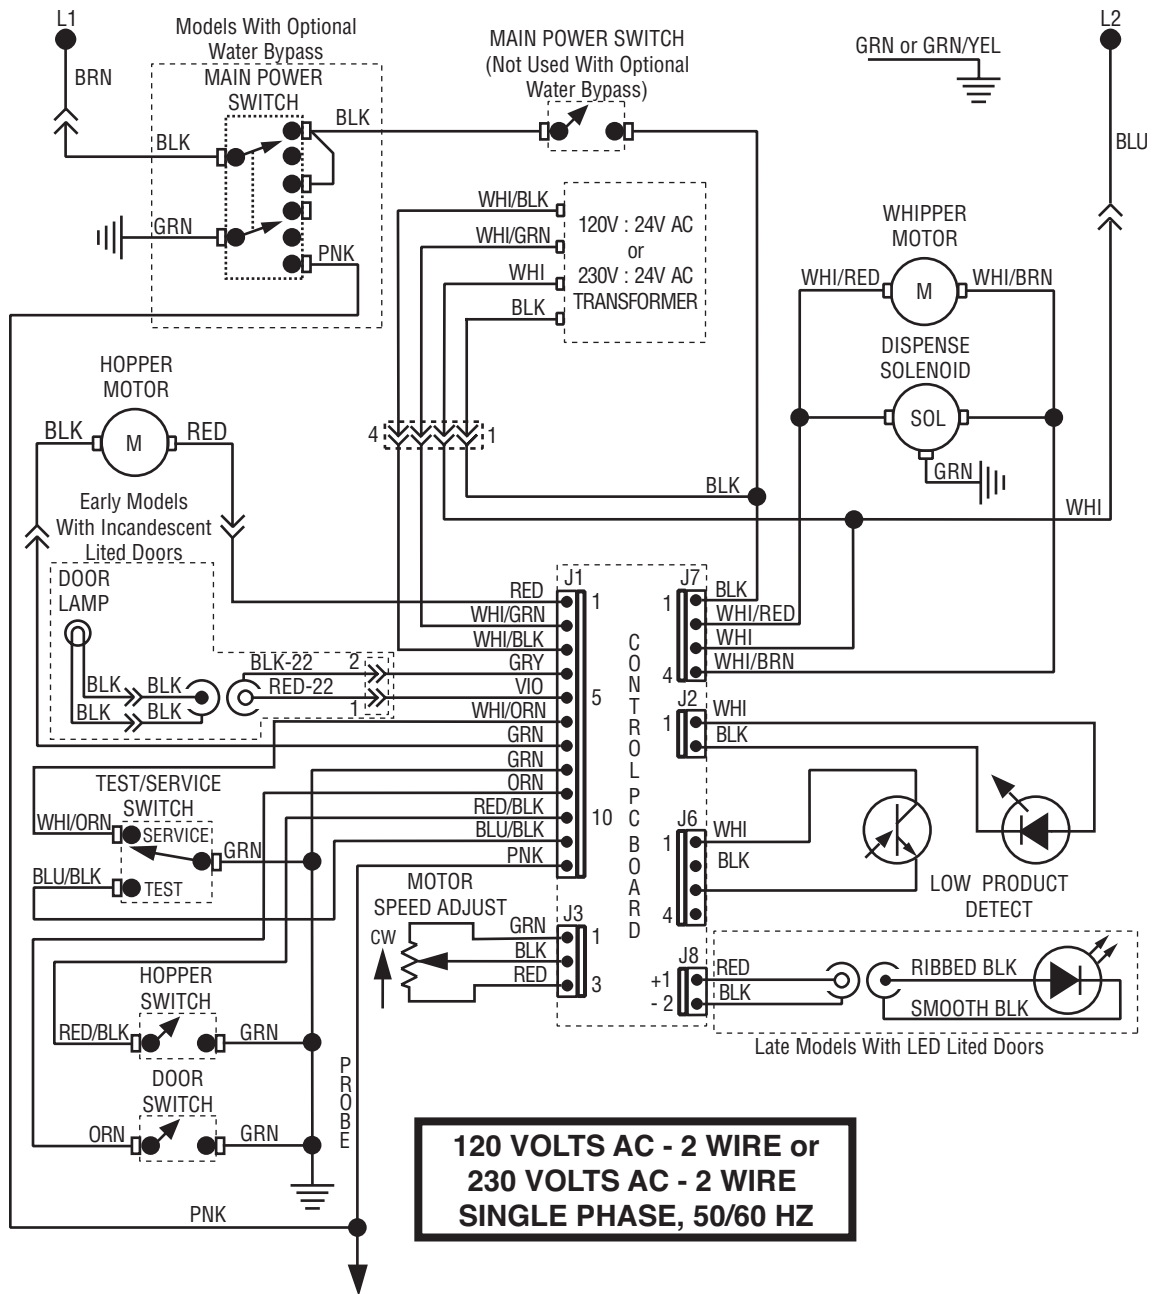 L1
Models With Optional
Water Bypass
MAIN POWER
SWITCH
BRN
BLK
GRN
PNK
BLK
MAIN POWER SWITCH
(Not Used With Optional
Water Bypass)
GRN or GRN/YEL
L2
BLU
WHI/BLK
WHI/GRN
WHI
BLK
120V : 24V AC
or
230V : 24V AC
TRANSFORMER
WHIPPER
MOTOR
WHI/RED
M
WHI/BRN
DISPENSE
SOLENOID
SOL
GRN
HOPPER
MOTOR
BLK
M
RED
4
1
BLK
WHI
Early Models
With Incandescent
Lited Doors
DOOR
LAMP
BLK
BLK
BLK
BLK
BLK-22
2
RED-22
1
J1
RED
1
WHI/GRN
WHI/BLK
GRY
VIO
5
WHI/ORN
GRN
GRN
ORN
RED/BLK
10
BLU/BLK
PNK
CONTROL PC BOARD
J7
1
BLK
WHI/RED
WHI
4
WHI/BRN
J2
1
WHI
BLK
J6
1
WHI
BLK
4
LOW PRODUCT
DETECT
TEST/SERVICE
SWITCH
WHI/ORN
SERVICE
GRN
BLU/BLK
TEST
MOTOR
SPEED ADJUST
CW
J3
GRN
1
BLK
RED
3
J8
+1
RED
- 2
BLK
RIBBED BLK
SMOOTH BLK
Late Models With LED Lited Doors
HOPPER
SWITCH
RED/BLK
GRN
DOOR
SWITCH
ORN
GRN
PROBE
PNK
120 VOLTS AC - 2 WIRE or
230 VOLTS AC - 2 WIRE
SINGLE PHASE, 50/60 HZ